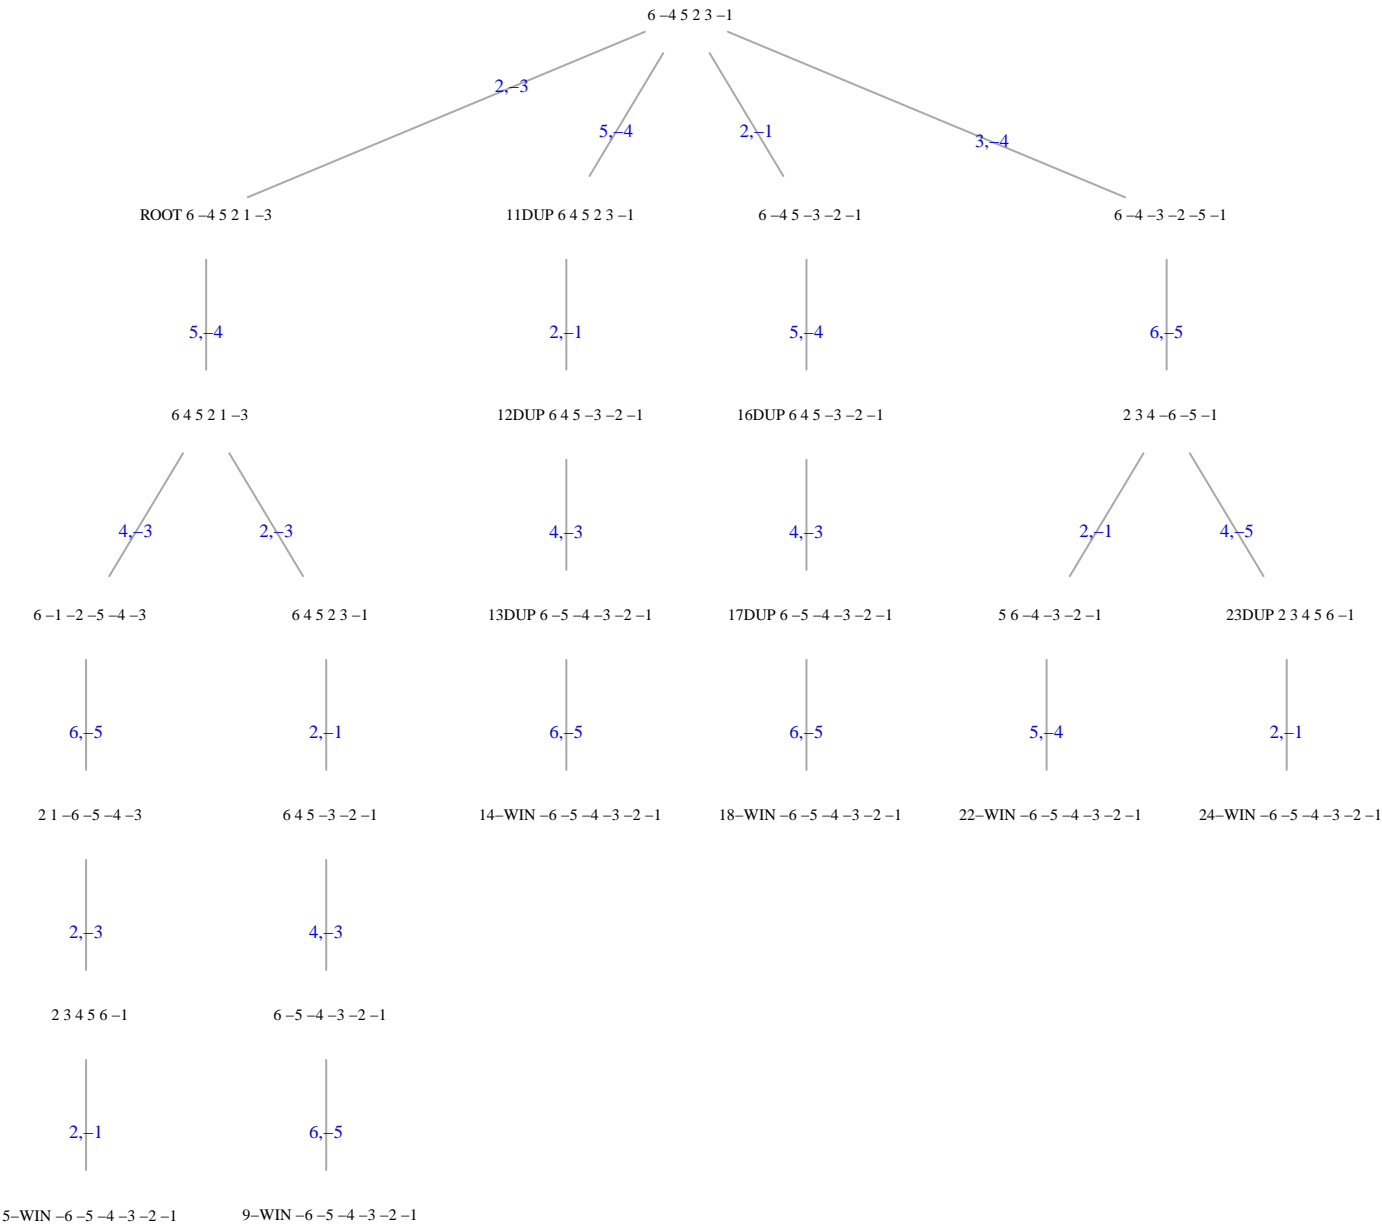 6 –4 5 2 3 –1
2,–3
5,–4
2,–1
3,–4
ROOT 6 –4 5 2 1 –3
11DUP 6 4 5 2 3 –1
6 –4 5 –3 –2 –1
6 –4 –3 –2 –5 –1
5,–4
2,–1
5,–4
6,–5
6 4 5 2 1 –3
12DUP 6 4 5 –3 –2 –1
16DUP 6 4 5 –3 –2 –1
2 3 4 –6 –5 –1
4,–3
2,–3
4,–3
4,–3
2,–1
4,–5
6 –1 –2 –5 –4 –3
6 4 5 2 3 –1
13DUP 6 –5 –4 –3 –2 –1
17DUP 6 –5 –4 –3 –2 –1
5 6 –4 –3 –2 –1
23DUP 2 3 4 5 6 –1
6,–5
2,–1
6,–5
6,–5
5,–4
2,–1
2 1 –6 –5 –4 –3
6 4 5 –3 –2 –1
14–WIN –6 –5 –4 –3 –2 –1
18–WIN –6 –5 –4 –3 –2 –1
22–WIN –6 –5 –4 –3 –2 –1
24–WIN –6 –5 –4 –3 –2 –1
2,–3
4,–3
2 3 4 5 6 –1
6 –5 –4 –3 –2 –1
2,–1
6,–5
5–WIN –6 –5 –4 –3 –2 –1
9–WIN –6 –5 –4 –3 –2 –1